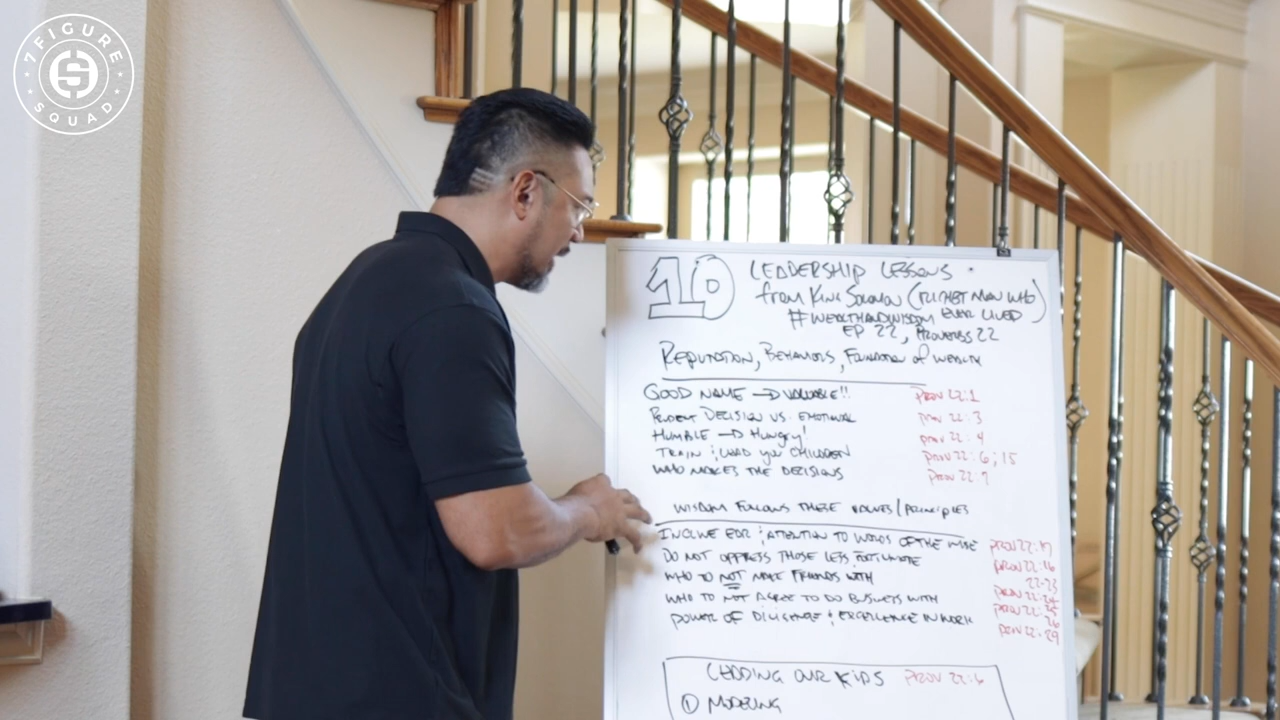 7FIGURE
SQUAD
10 LEADERSHIP LESSONS
from King Solomon (RICHEST MAN WHO
#WEALTHANDWISDOM EVER LIVED)
EP 22, PROVERBS 22
REPUTATION, BEHAVIORS, FOUNDATION of WEALTH
GOOD NAME → VALUABLE!! PROV 22:1
PRUDENT DECISION VS. EMOTIONAL PROV 22:3
HUMBLE → HUNGRY! PROV 22:4
TRAIN & LEAD YOUR CHILDREN PROV 22:6, 15
WHO MAKES THE DECISIONS PROV 22:7
WISDOM FOLLOWS THESE VALUES/PRINCIPLES
INCLINE EAR & ATTENTION TO WORDS OF THE WISE PROV 22:17
DO NOT OPPRESS THOSE LESS FORTUNATE PROV 22:16
22-23
WHO TO NOT MAKE FRIENDS WITH PROV 22:24
WHO TO NOT AGREE TO DO BUSINESS WITH PROV 22:
26
POWER OF DILIGENCE & EXCELLENCE IN WORK PROV 22:29
OUR KIDS PROV 22:6
① MODELING